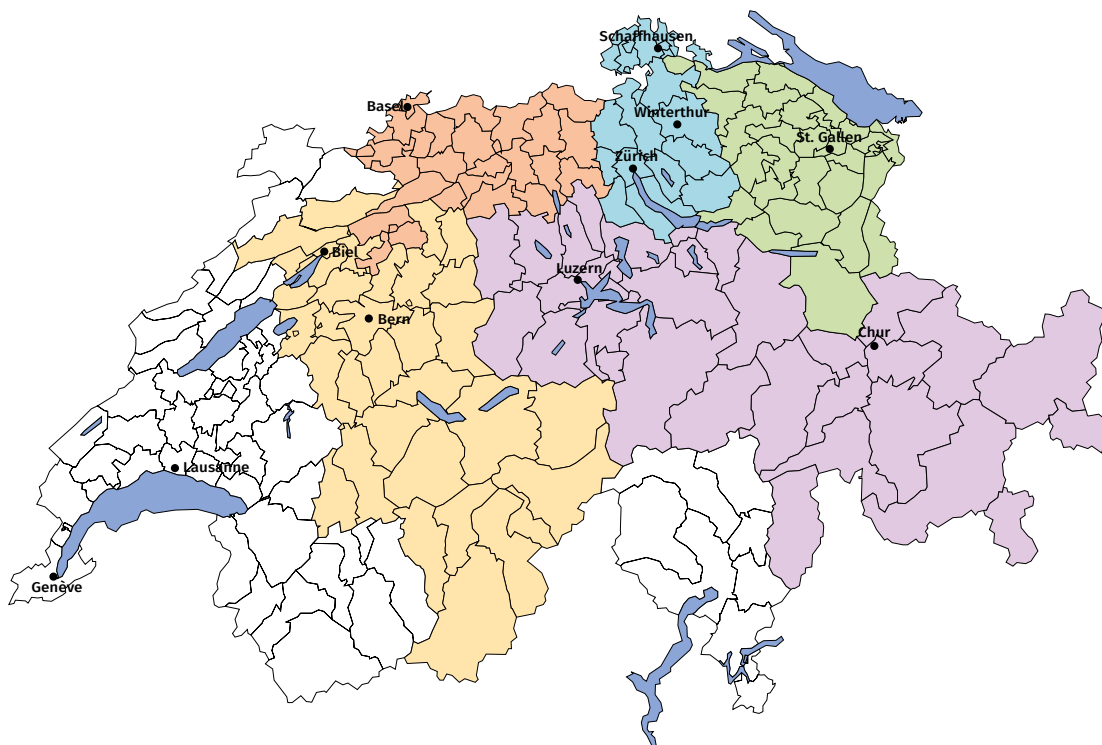 Schaffhausen
Basel
Winterthur
St. Gallen
Zürich
Biel
Luzern
Bern
Chur
Lausanne
Genève